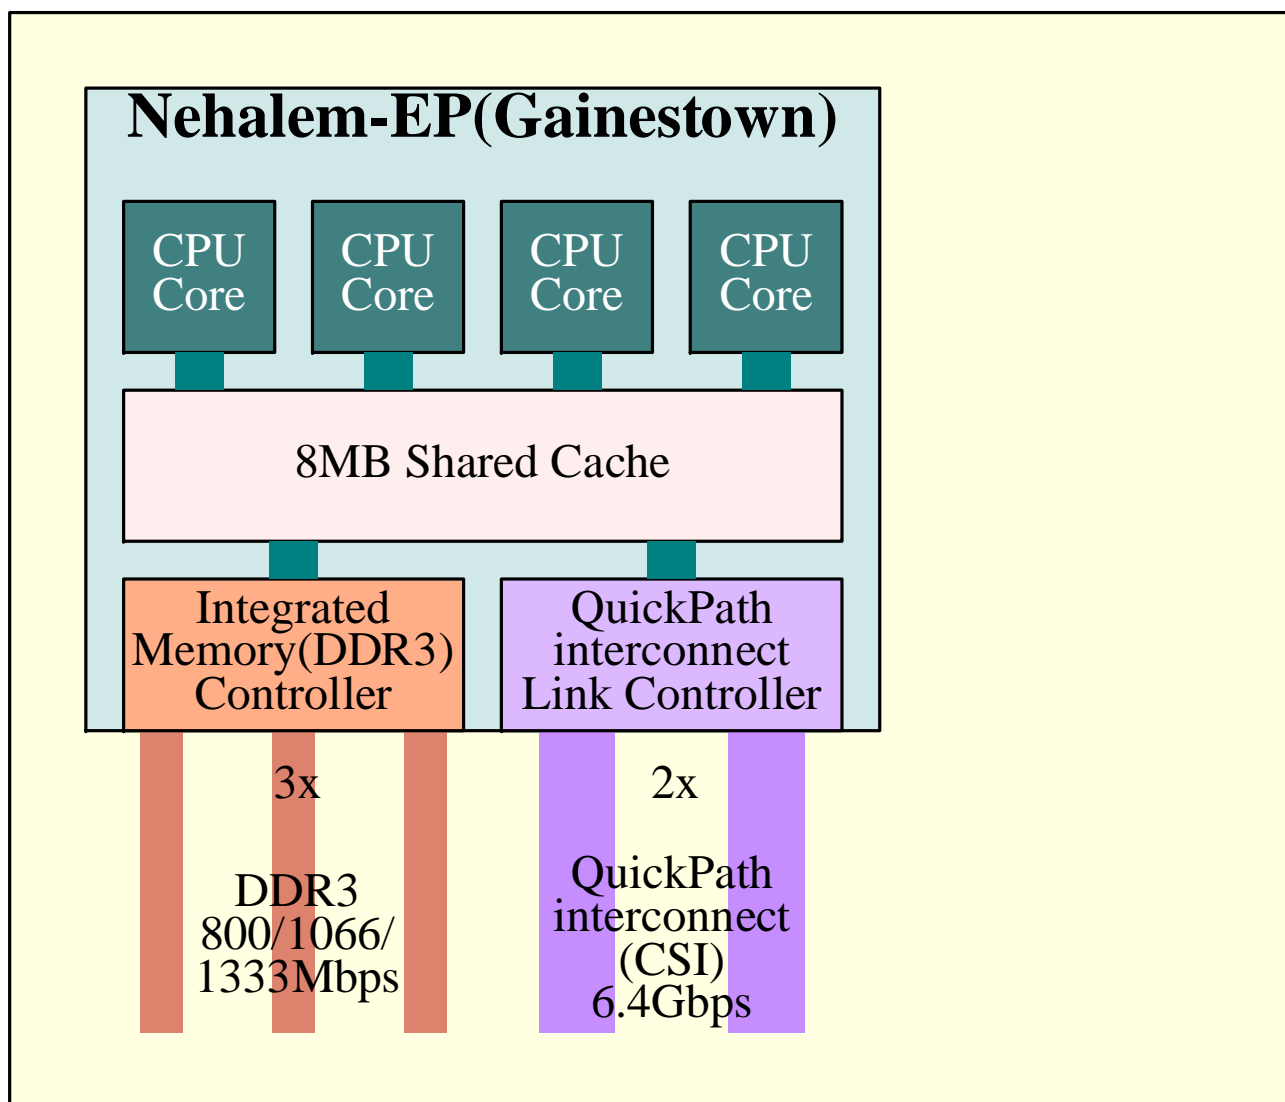 Nehalem-EP(Gainestown)
CPU
Core
CPU
Core
CPU
Core
CPU
Core
8MB Shared Cache
Integrated
Memory(DDR3)
Controller
QuickPath
interconnect
Link Controller
3x
2x
DDR3
800/1066/
1333Mbps
QuickPath
interconnect
(CSI)
6.4Gbps